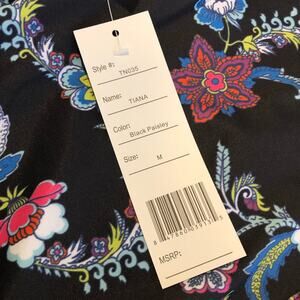 Style #: TN035
Name: TIANA
Color: Black Paisley
Size: M
MSRP: